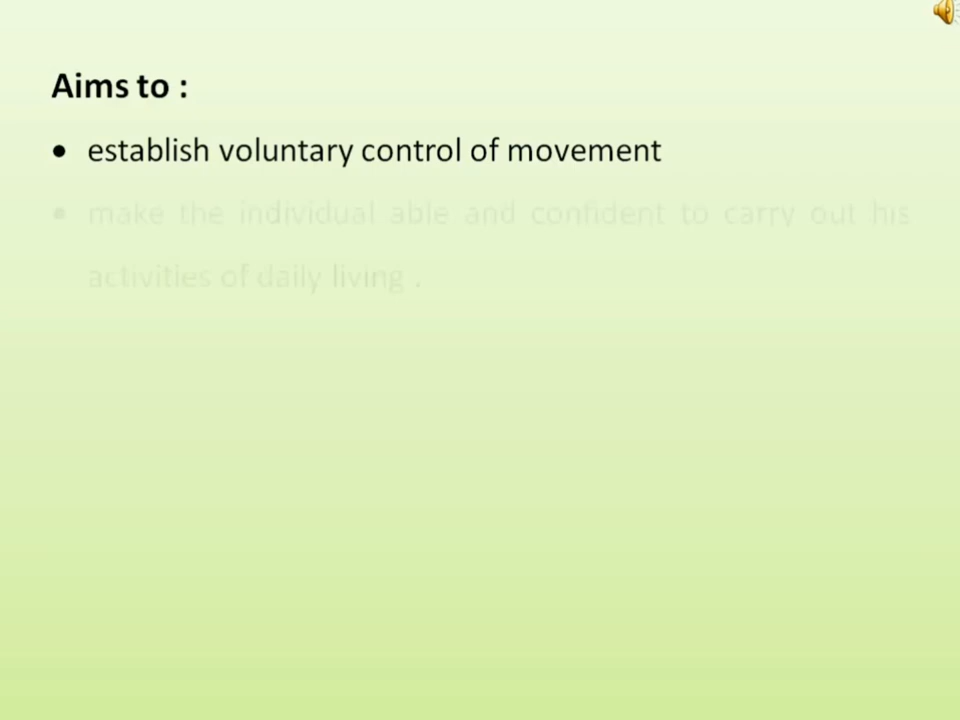 Aims to :
• establish voluntary control of movement
• make the individual able and confident to carry out his
activities of daily living .